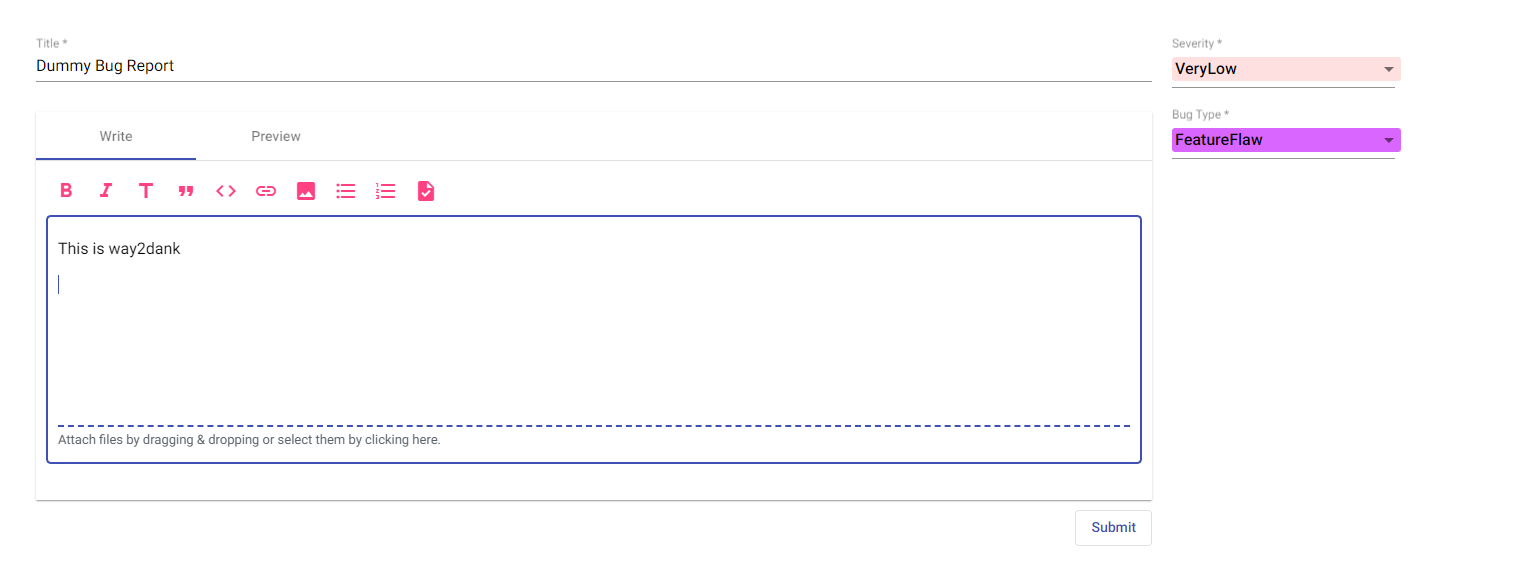 Title *
Dummy Bug Report
Severity *
VeryLow
Bug Type *
FeatureFlaw
Write
Preview
This is way2dank
Attach files by dragging & dropping or select them by clicking here.
Submit